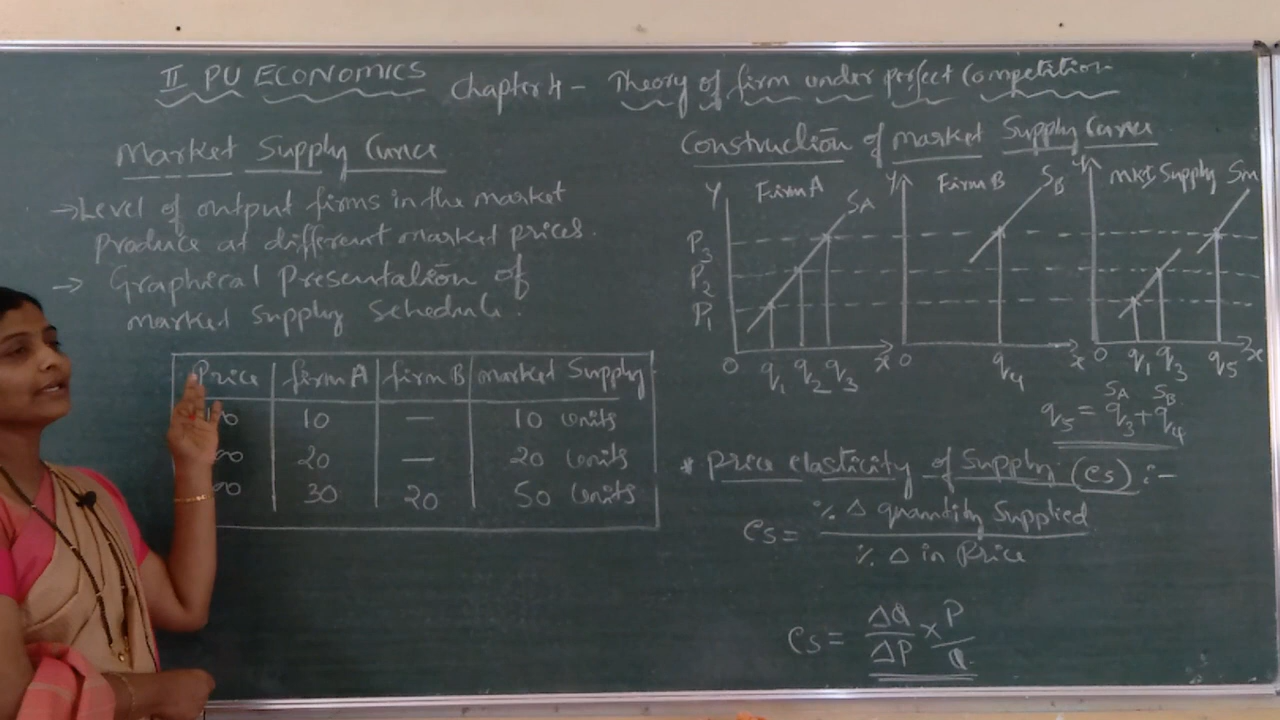 II PU ECONOMICS Chapter 4 - Theory of firm under perfect Competition
Market Supply Curve
→ Level of output firms in the market
produce at different market prices.
→ Graphical Presentation of
market supply schedule.
Price firm A firm B market Supply
10 — 10 units
20 — 20 units
30 20 50 units
Construction of market Supply Curve
Y Firm A SA
Y Firm B SB
Y mkt Supply Sm
P3
P2
P1
0 q1 q2 q3 x
0 q4 x
0 q1 q3 q5 x
SA SB
q5 = q3 + q4
* Price elasticity of Supply (es) :-
es = % Δ quantity Supplied
% Δ in Price
es = ΔQ/ΔP × P/Q